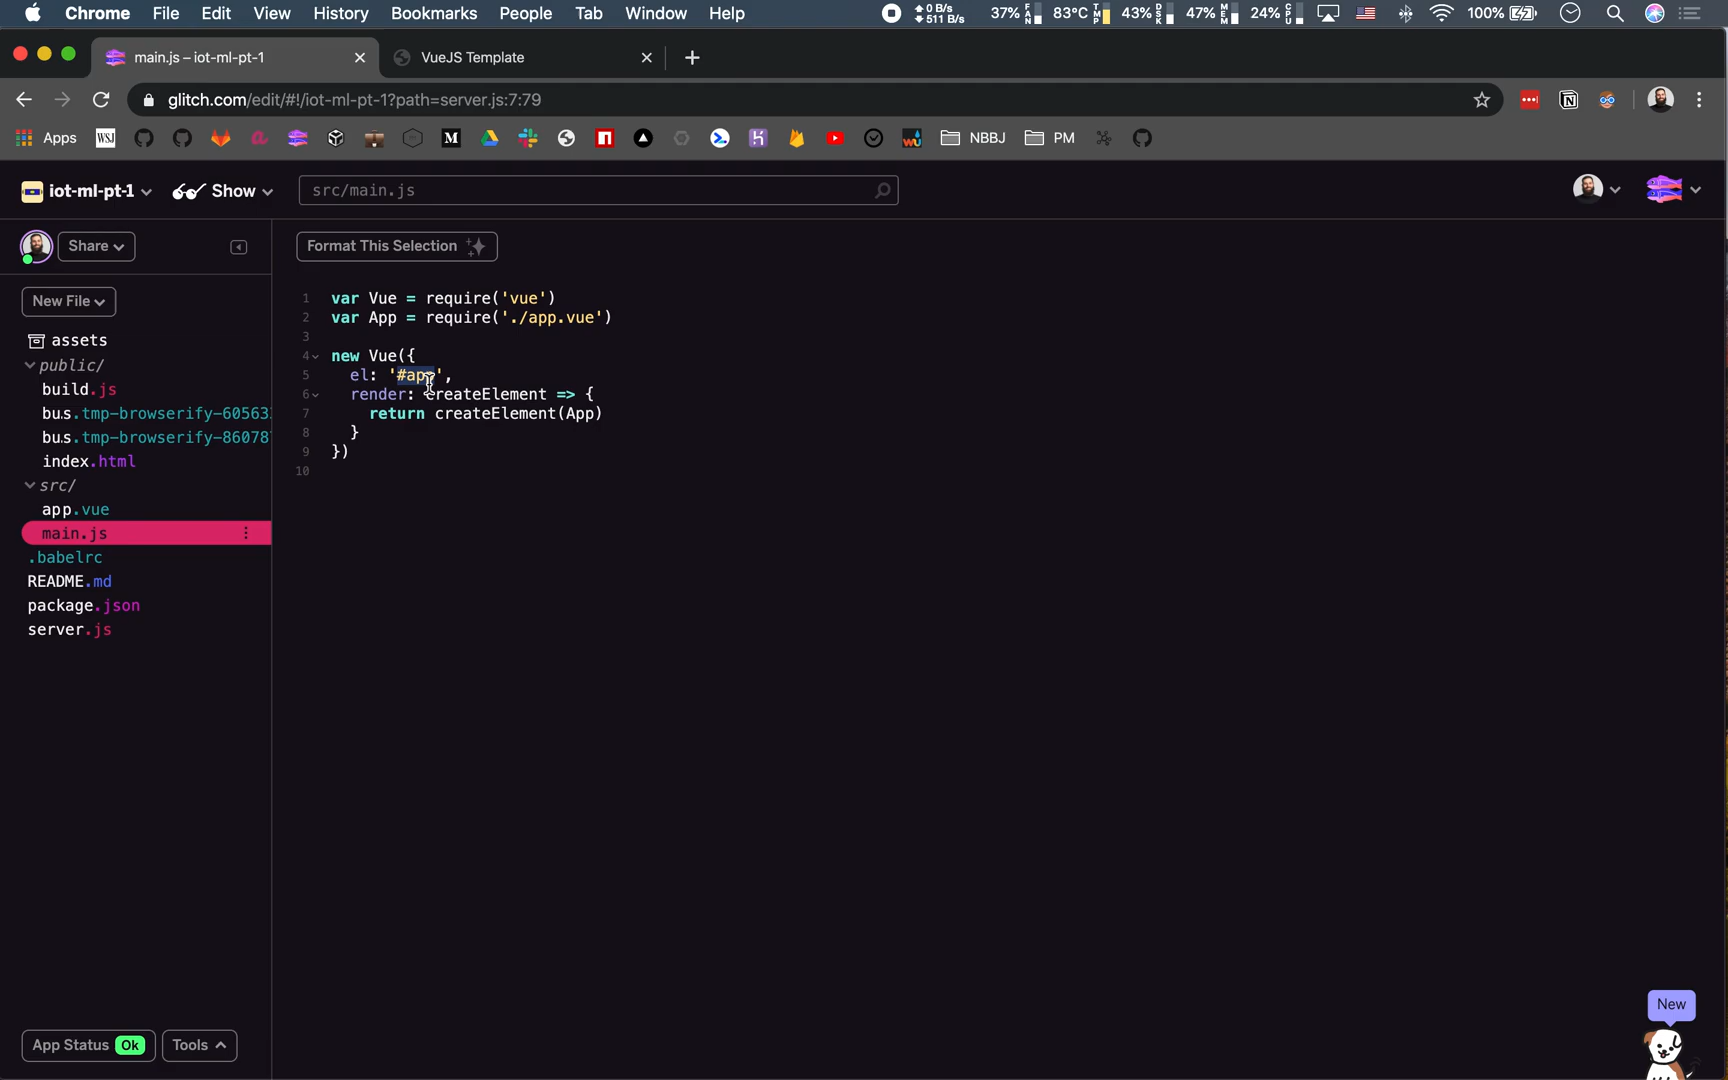 Chrome File Edit View History Bookmarks People Tab Window Help 0 B/s 511 B/s 37% FAN 83°C TMP 43% DSK 47% MEM 24% CPU 100%
main.js – iot-ml-pt-1 VueJS Template
glitch.com/edit/#!/iot-ml-pt-1?path=server.js:7:79
Apps WSJ NBBJ PM
iot-ml-pt-1 Show src/main.js
Share Format This Selection
New File
assets
public/
build.js
bus.tmp-browserify-60563
bus.tmp-browserify-86078
index.html
src/
app.vue
main.js
.babelrc
README.md
package.json
server.js
1 var Vue = require('vue')
2 var App = require('./app.vue')
3
4 new Vue({
5 el: '#app',
6 render: createElement => {
7 return createElement(App)
8 }
9 })
10
New
App Status Ok Tools